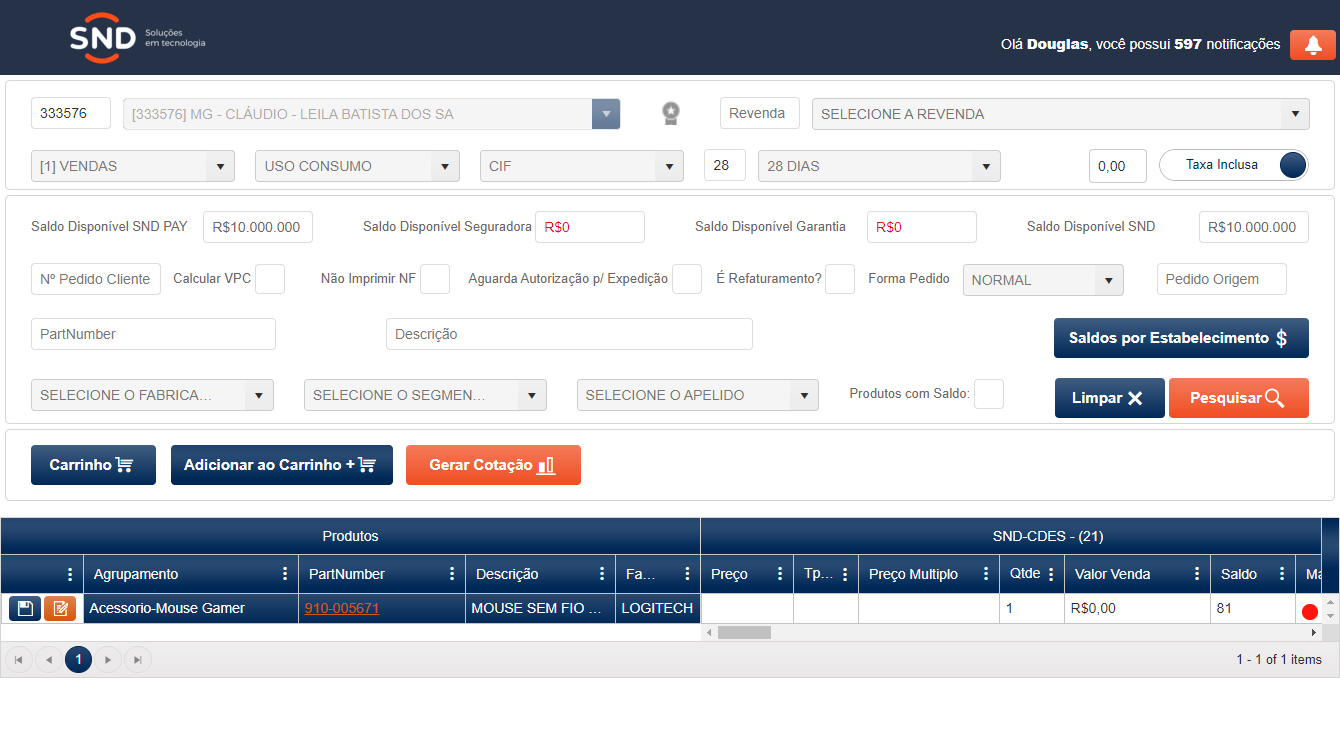 SND Soluções
em tecnologia
Olá Douglas, você possui 597 notificações
333576 [333576] MG - CLÁUDIO - LEILA BATISTA DOS SA Revenda SELECIONE A REVENDA
[1] VENDAS USO CONSUMO CIF 28 28 DIAS 0,00 Taxa Inclusa
Saldo Disponível SND PAY R$10.000.000 Saldo Disponível Seguradora R$0 Saldo Disponível Garantia R$0 Saldo Disponível SND R$10.000.000
Nº Pedido Cliente Calcular VPC Não Imprimir NF Aguarda Autorização p/ Expedição É Refaturamento? Forma Pedido NORMAL Pedido Origem
PartNumber Descrição Saldos por Estabelecimento $
SELECIONE O FABRICA... SELECIONE O SEGMEN... SELECIONE O APELIDO Produtos com Saldo: Limpar Pesquisar
Carrinho Adicionar ao Carrinho + Gerar Cotação
Produtos SND-CDES - (21)
Agrupamento PartNumber Descrição Fa... Preço Tp... Preço Multiplo Qtde Valor Venda Saldo Ma
Acessorio-Mouse Gamer 910-005671 MOUSE SEM FIO ... LOGITECH 1 R$0,00 81
1 1 - 1 of 1 items